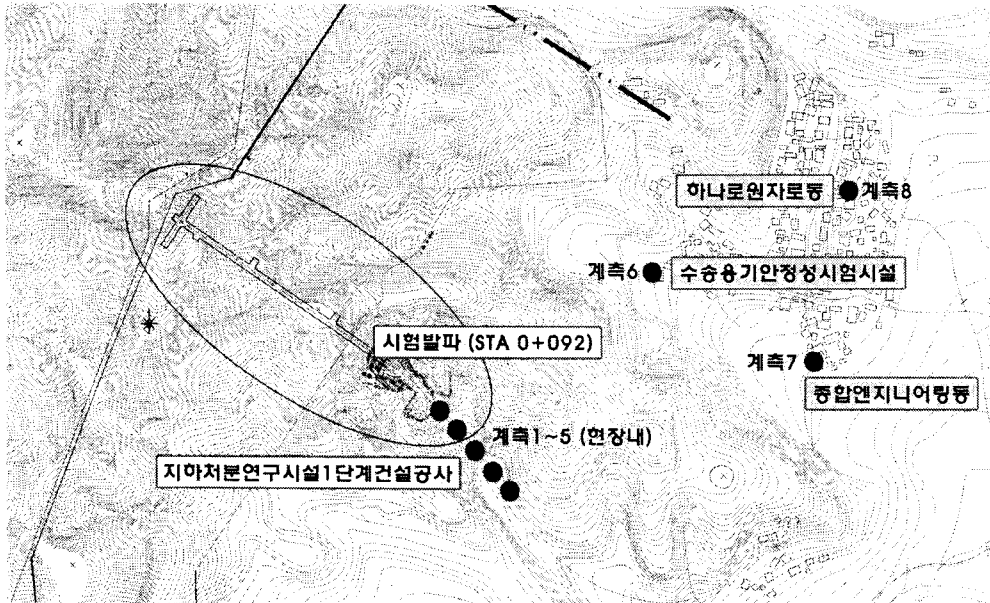 하나로원자로동
계측8
계측6
수송용기안정성시험시설
시험발파 (STA 0+092)
계측7
종합엔지니어링동
계측1~5 (현장내)
지하처분연구시설1단계건설공사